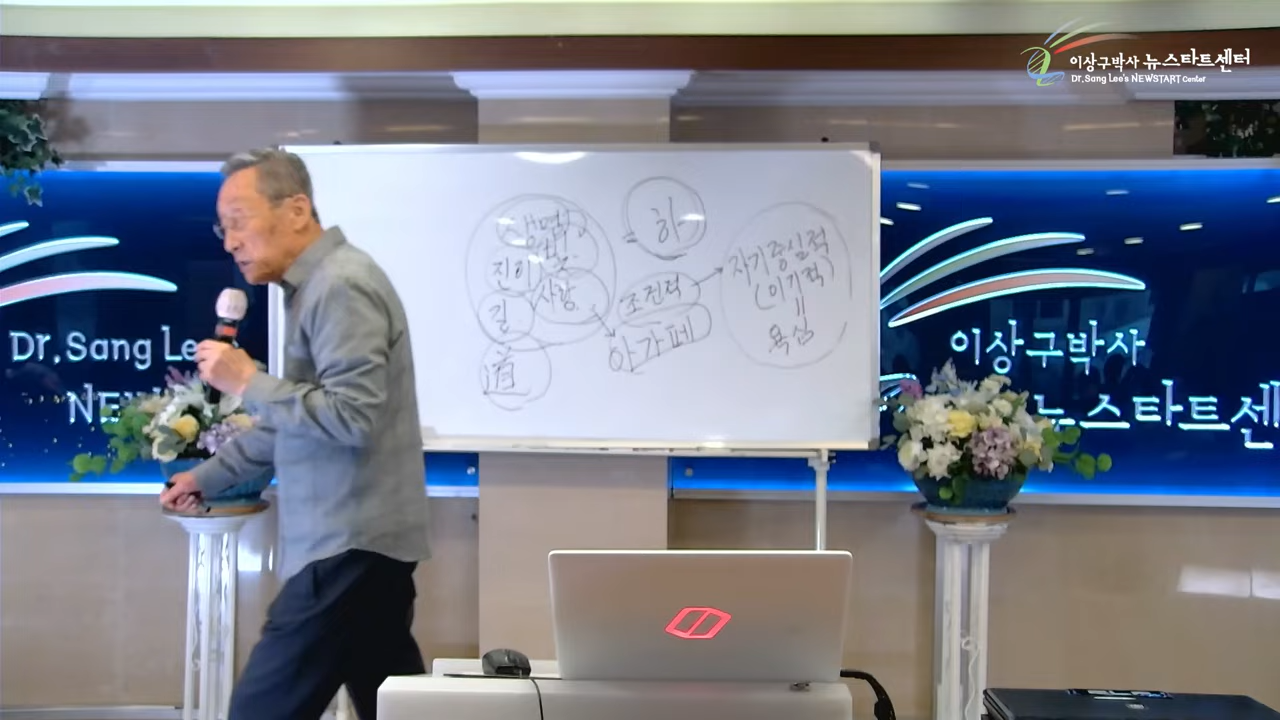 이상구박사 뉴스타트센터
Dr.Sang Lee's NEWSTART Center
생명
진리
길
사랑
道
하
조건적
아가페
자기중심적
(이기적)
욕심
Dr.Sang Le
NE
이상구박사
뉴스타트센